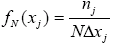 f_N(x_j) = n_j / NΔx_j